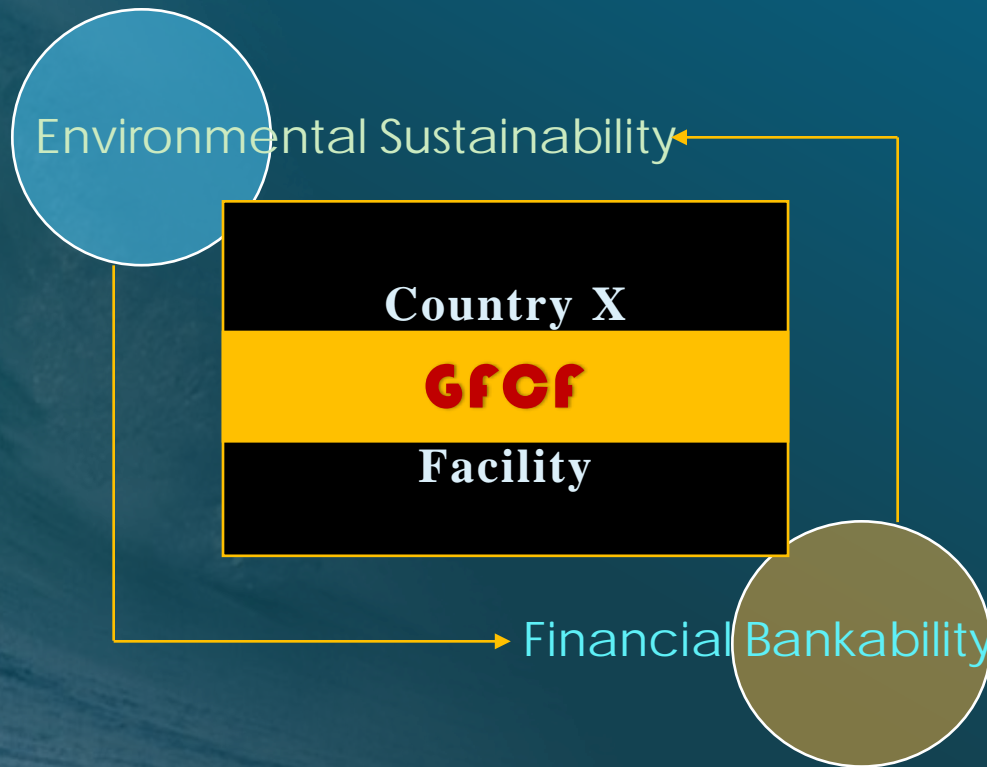 Environmental Sustainability
Country X
GFCF
Facility
Financial Bankability